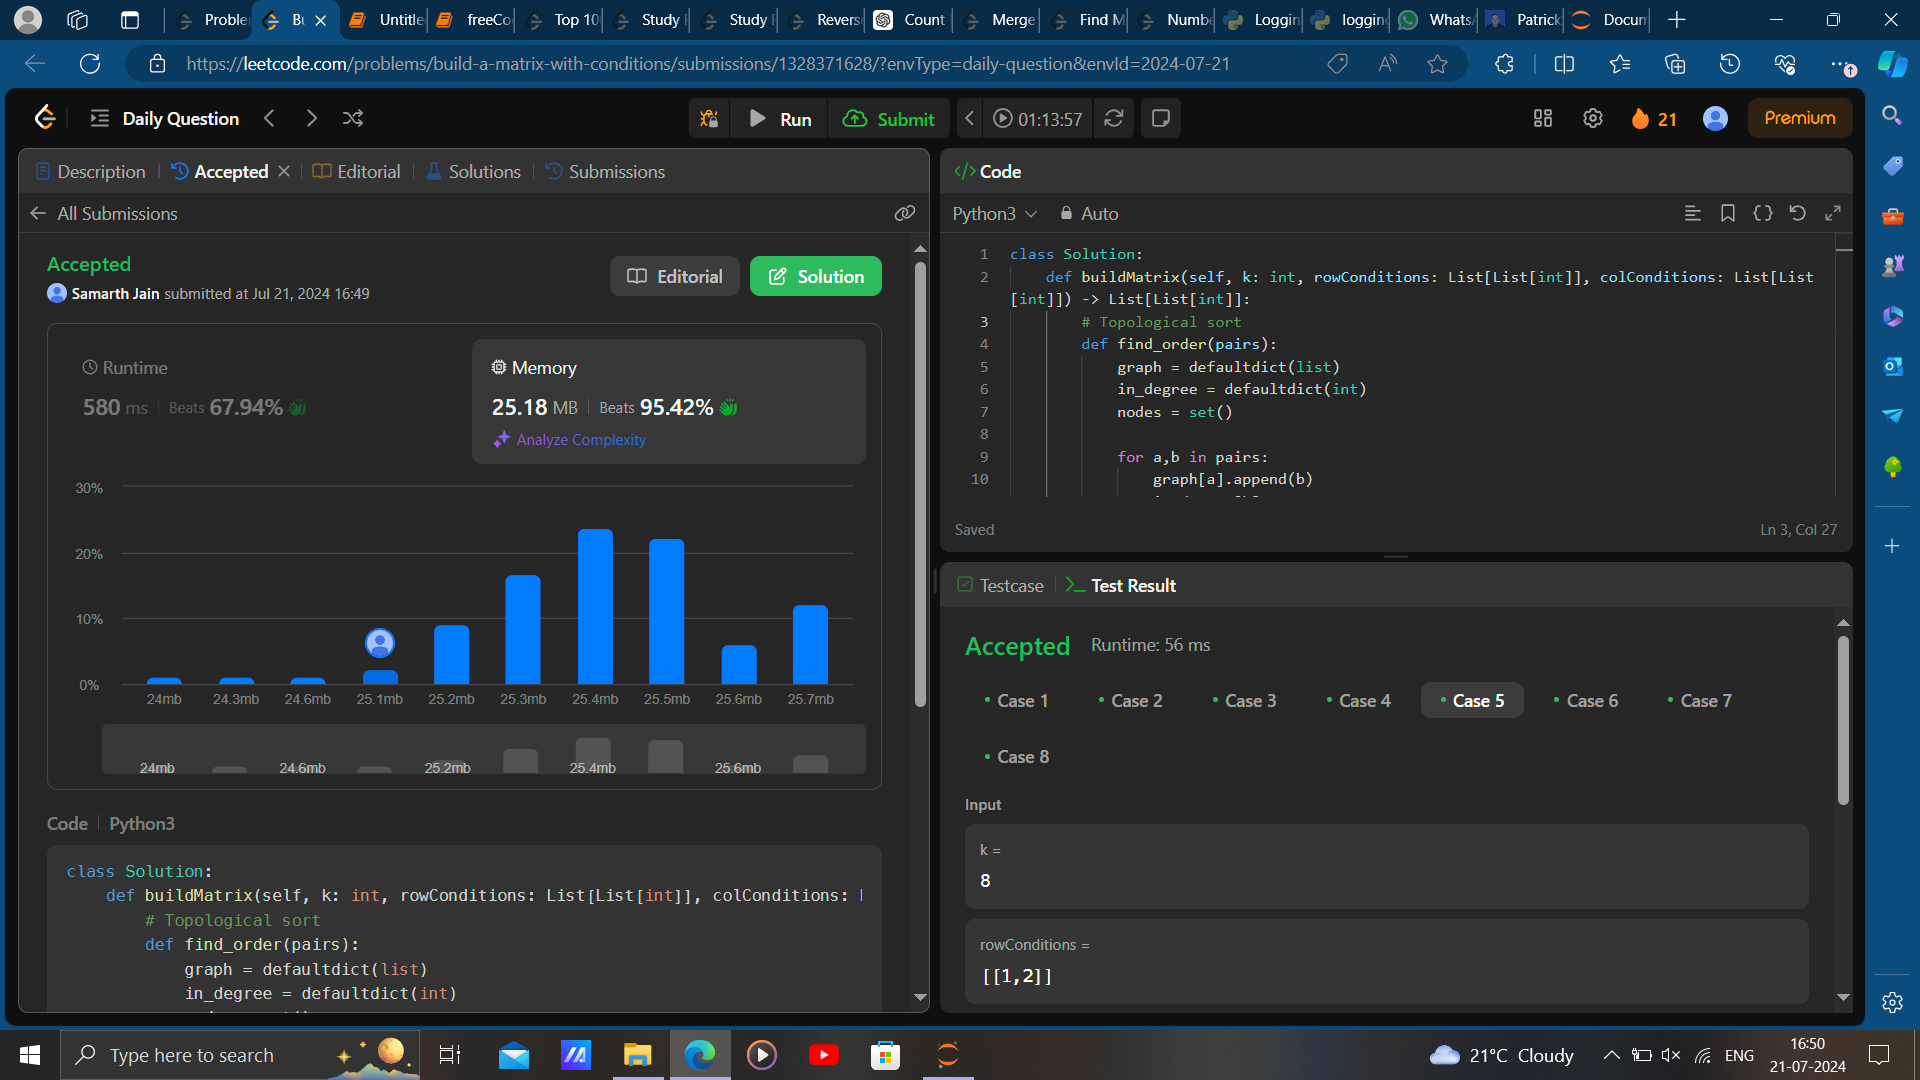 Proble
Bu
Untitle
freeCo
Top 10
Study P
Study P
Revers
Count
Merge
Find M
Numb
Loggin
logging
Whats
Patrick
Docum
https://leetcode.com/problems/build-a-matrix-with-conditions/submissions/1328371628/?envType=daily-question&envId=2024-07-21
Daily Question
Run
Submit
01:13:57
21
Premium
Description
Accepted
Editorial
Solutions
Submissions
All Submissions
Accepted
Samarth Jain submitted at Jul 21, 2024 16:49
Editorial
Solution
Runtime
580 ms
Beats 67.94%
Memory
25.18 MB
Beats 95.42%
Analyze Complexity
30%
20%
10%
0%
24mb 24.3mb 24.6mb 25.1mb 25.2mb 25.3mb 25.4mb 25.5mb 25.6mb 25.7mb
24mb 24.6mb 25.2mb 25.4mb 25.6mb
Code
Python3
class Solution:
def buildMatrix(self, k: int, rowConditions: List[List[int]], colConditions:
# Topological sort
def find_order(pairs):
graph = defaultdict(list)
in_degree = defaultdict(int)
</> Code
Python3
Auto
1 class Solution:
2 def buildMatrix(self, k: int, rowConditions: List[List[int]], colConditions: List[List
[int]]) -> List[List[int]]:
3 # Topological sort
4 def find_order(pairs):
5 graph = defaultdict(list)
6 in_degree = defaultdict(int)
7 nodes = set()
8
9 for a,b in pairs:
10 graph[a].append(b)
Saved
Ln 3, Col 27
Testcase
Test Result
Accepted
Runtime: 56 ms
• Case 1
• Case 2
• Case 3
• Case 4
• Case 5
• Case 6
• Case 7
• Case 8
Input
k =
8
rowConditions =
[[1,2]]
Type here to search
21°C Cloudy
ENG
16:50
21-07-2024